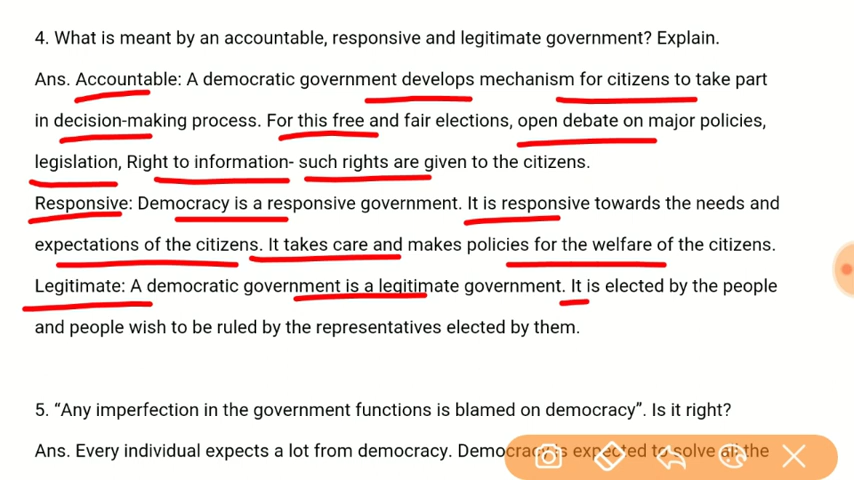 4. What is meant by an accountable, responsive and legitimate government? Explain.
Ans. Accountable: A democratic government develops mechanism for citizens to take part
in decision-making process. For this free and fair elections, open debate on major policies,
legislation, Right to information- such rights are given to the citizens.
Responsive: Democracy is a responsive government. It is responsive towards the needs and
expectations of the citizens. It takes care and makes policies for the welfare of the citizens.
Legitimate: A democratic government is a legitimate government. It is elected by the people
and people wish to be ruled by the representatives elected by them.
5. “Any imperfection in the government functions is blamed on democracy”. Is it right?
Ans. Every individual expects a lot from democracy. Democracy is expected to solve all the